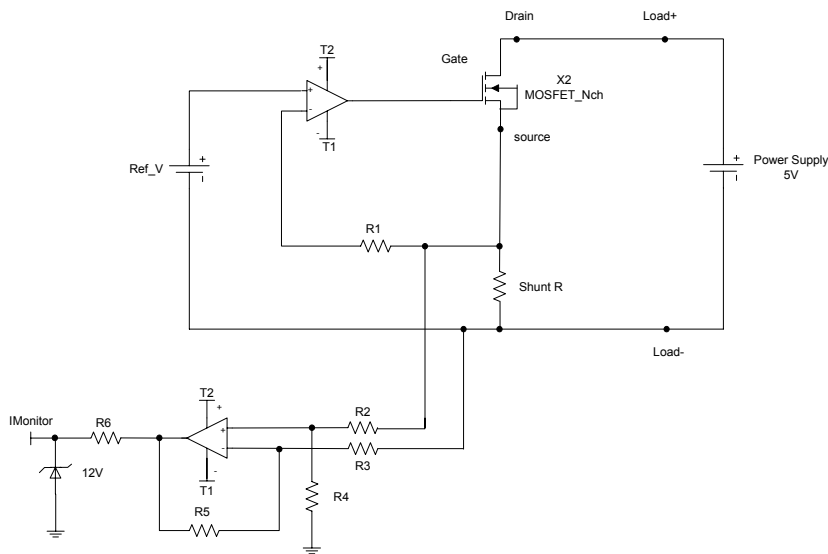 Drain
Load+
T2
+
Gate
X2
MOSFET_Nch
+
-
-
T1
source
Ref_V
+
-
+
-
Power Supply
5V
R1
Shunt R
Load-
T2
+
R2
IMonitor
R6
+
-
R3
12V
-
T1
R4
R5